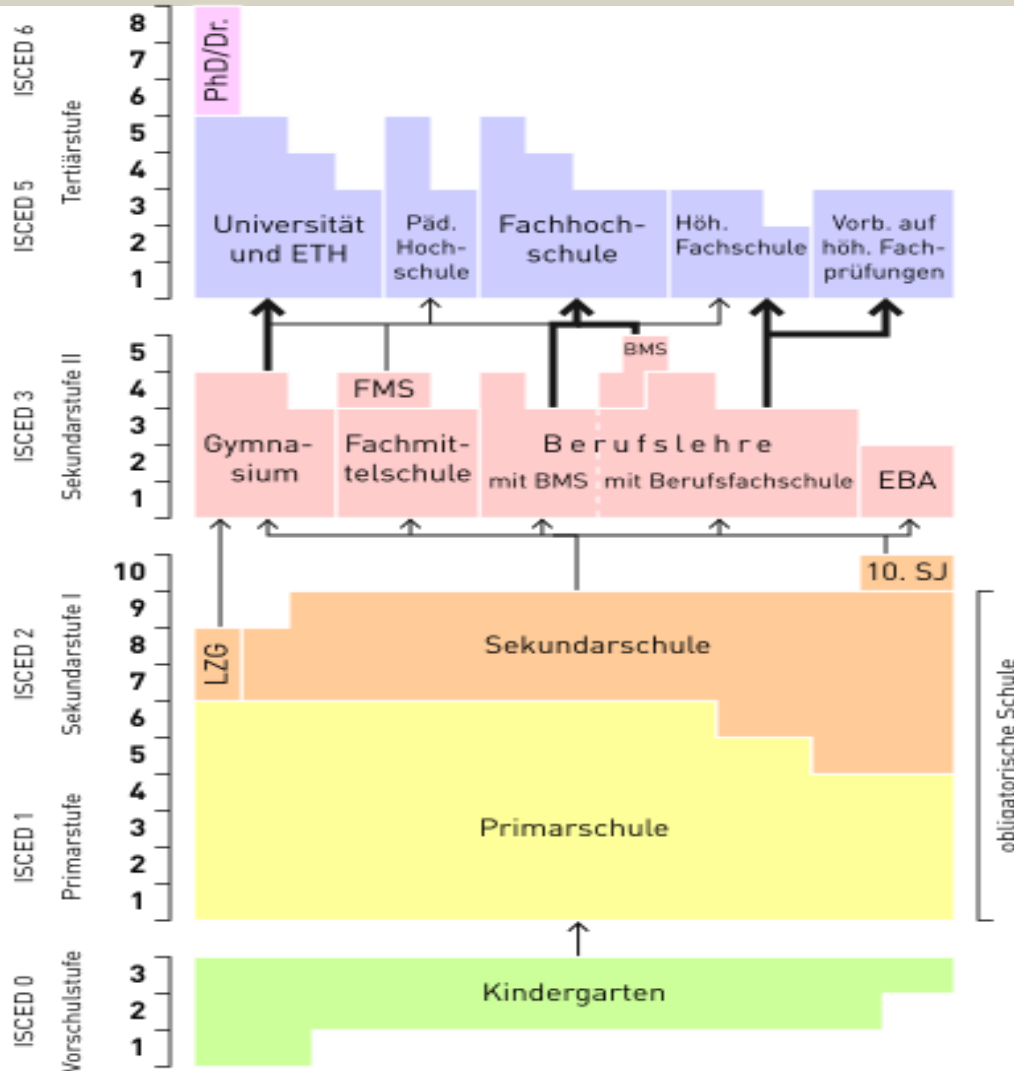 ISCED 6
ISCED 5
Tertiärstufe
8
7
6
5
4
3
2
1
PhD/Dr.
Universität
und ETH
Päd.
Hoch-
schule
Fachhoch-
schule
Höh.
Fachschule
Vorb. auf
höh. Fach-
prüfungen
ISCED 3
Sekundarstufe II
5
4
3
2
1
BMS
FMS
Gymna-
sium
Fachmit-
telschule
Berufslehre
mit BMS
mit Berufsfachschule
EBA
ISCED 2
Sekundarstufe I
10
9
8
7
10. SJ
LZG
Sekundarschule
obligatorische Schule
ISCED 1
Primarstufe
6
5
4
3
2
1
Primarschule
ISCED 0
Vorschulstufe
3
2
1
Kindergarten